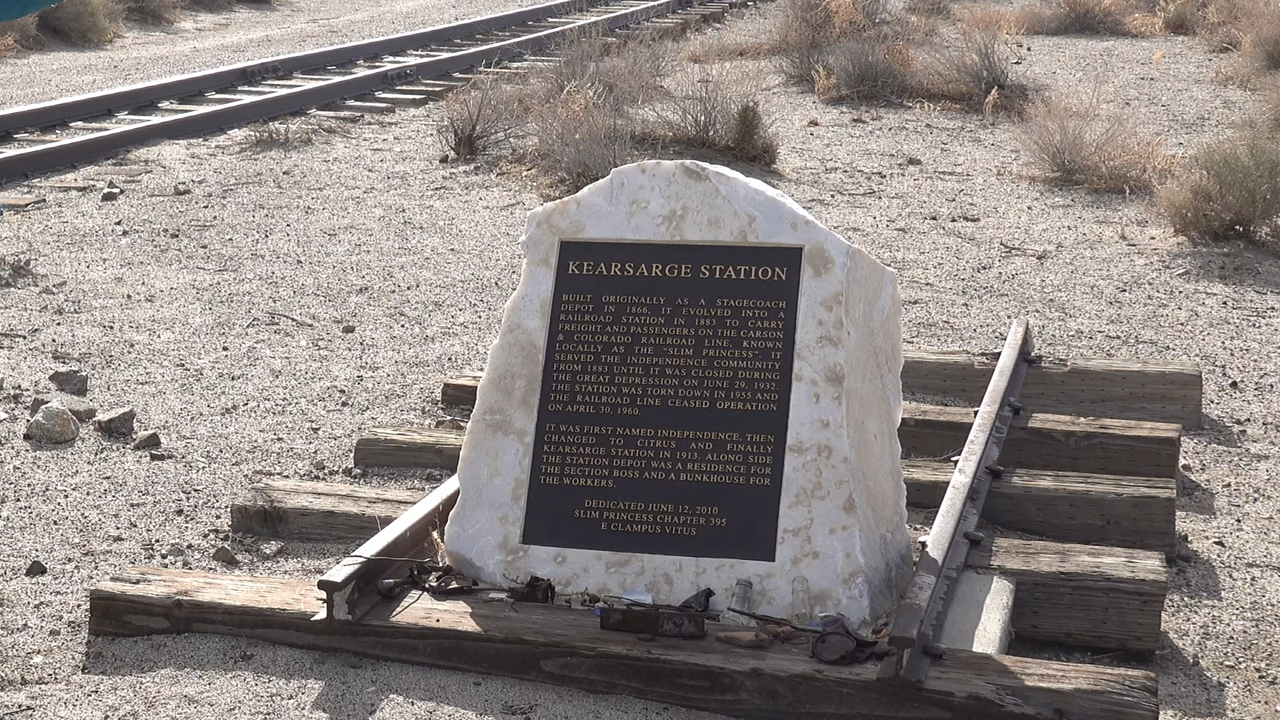 KEARSARGE STATION
BUILT ORIGINALLY AS A STAGECOACH
DEPOT IN 1866, IT EVOLVED INTO A
RAILROAD STATION IN 1883 TO CARRY
FREIGHT AND PASSENGERS ON THE CARSON
& COLORADO RAILROAD LINE, KNOWN
LOCALLY AS THE "SLIM PRINCESS". IT
SERVED THE INDEPENDENCE COMMUNITY
FROM 1883 UNTIL IT WAS CLOSED DURING
THE GREAT DEPRESSION ON JUNE 29, 1932.
THE STATION WAS TORN DOWN IN 1955 AND
THE RAILROAD LINE CEASED OPERATION
ON APRIL 30, 1960.
IT WAS FIRST NAMED INDEPENDENCE, THEN
CHANGED TO CITRUS AND FINALLY
KEARSARGE STATION IN 1913. ALONG SIDE
THE STATION DEPOT WAS A RESIDENCE FOR
THE SECTION BOSS AND A BUNKHOUSE FOR
THE WORKERS.
DEDICATED JUNE 12, 2010
SLIM PRINCESS CHAPTER 395
E CLAMPUS VITUS